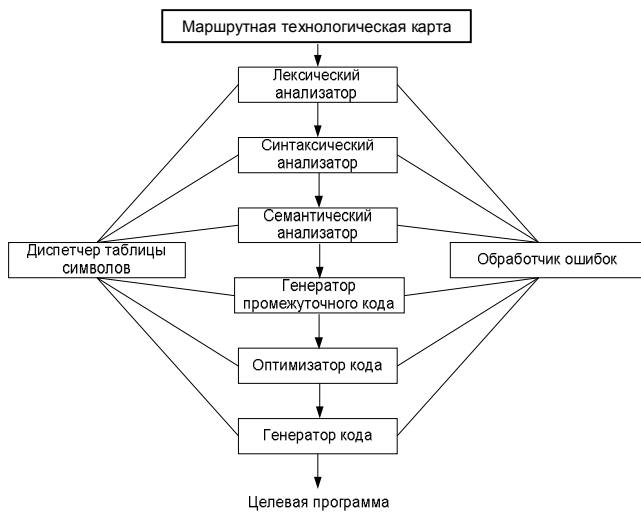 Маршрутная технологическая карта
Лексический
анализатор
Синтаксический
анализатор
Семантический
анализатор
Диспетчер таблицы
символов
Обработчик ошибок
Генератор
промежуточного кода
Оптимизатор кода
Генератор кода
Целевая программа